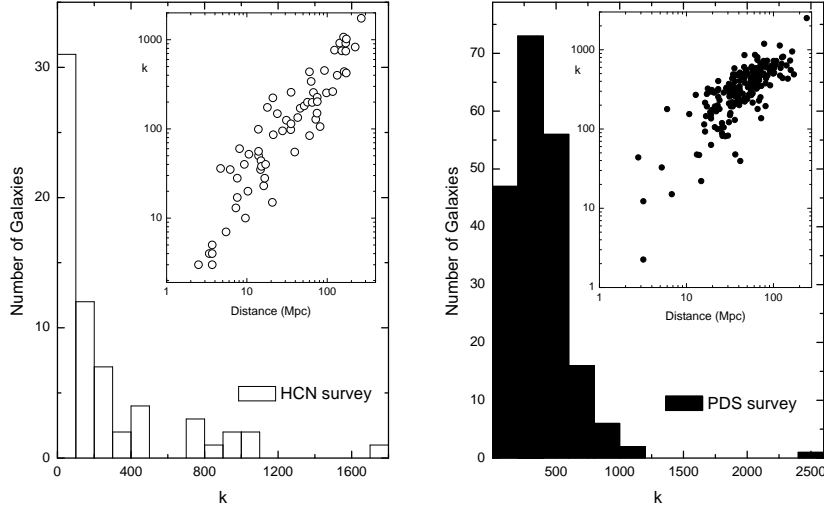 30
20
10
0
Number of Galaxies
0 400 800 1200 1600
k
HCN survey
1000
100
10
k
1 10 100
Distance (Mpc)
70
60
50
40
30
20
10
0
Number of Galaxies
500 1000 1500 2000 2500
k
PDS survey
1000
100
10
1
k
1 10 100
Distance (Mpc)